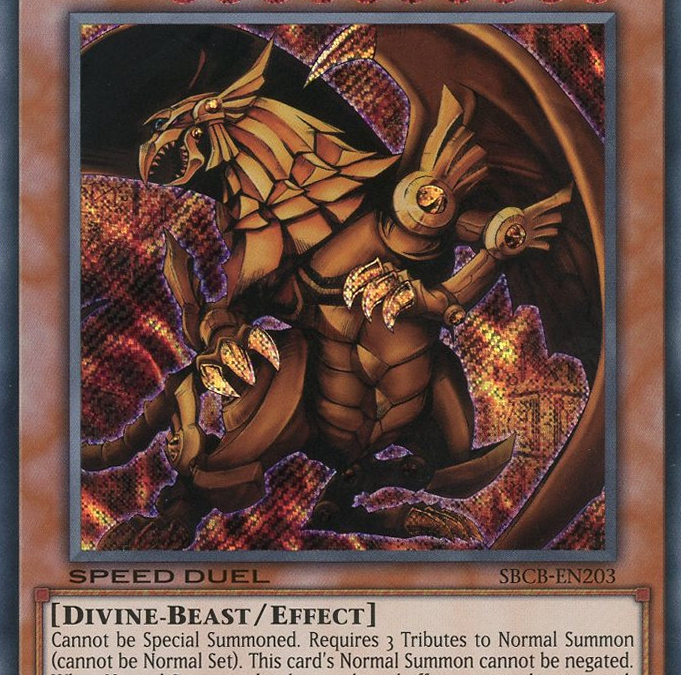 SPEED DUEL
SBCB-EN203
[DIVINE-BEAST/EFFECT]
Cannot be Special Summoned. Requires 3 Tributes to Normal Summon
(cannot be Normal Set). This card's Normal Summon cannot be negated.